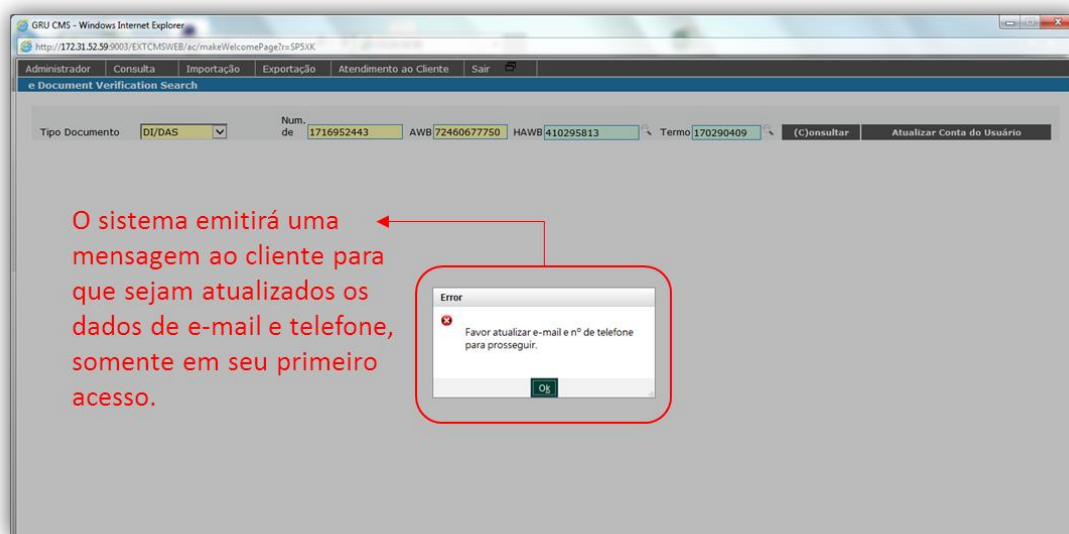 GRU CMS - Windows Internet Explorer
http://172.31.52.59:9003/EXTCMSWEB/ac/makeWelcomePage?r=SP5XK
Administrador Consulta Importação Exportação Atendimento ao Cliente Sair
e Document Verification Search
Tipo Documento DI/DAS Num. de 1716952443 AWB 72460677750 HAWB 410295813 Termo 170290409 (C)onsultar Atualizar Conta do Usuário
O sistema emitirá uma
mensagem ao cliente para
que sejam atualizados os
dados de e-mail e telefone,
somente em seu primeiro
acesso.
Error
Favor atualizar e-mail e nº de telefone
para prosseguir.
Ok